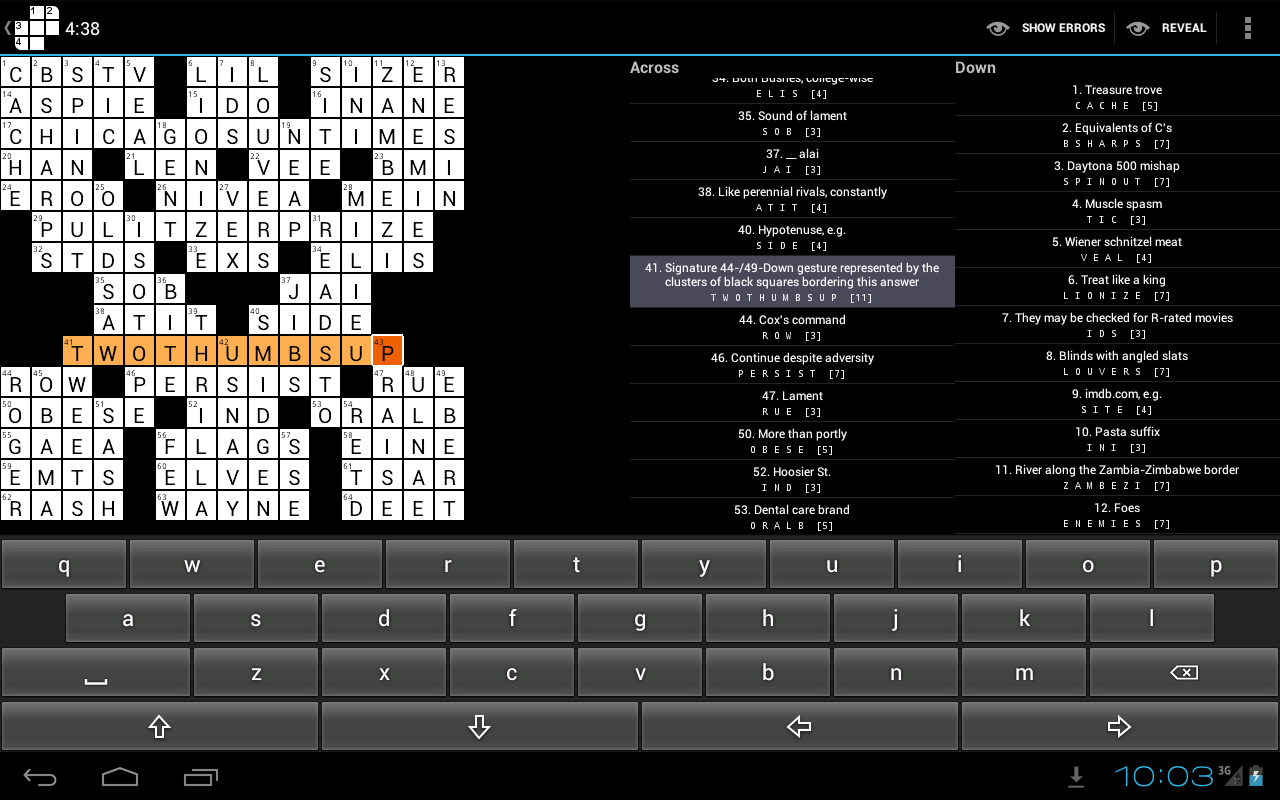 1 2 3 4
4:38
SHOW ERRORS
REVEAL
1 C 2 B 3 S 4 T 5 V 6 L 7 I 8 L 9 S 10 I 11 Z 12 E 13 R
14 A S P I E 15 I D O 16 I N A N E
17 C H I C A 18 G O S U 19 N T I M E S
20 H A N 21 L E N 22 V E E 23 B M I
24 E R O 25 O 26 N 27 I V E A 28 M E I N
29 P U L 30 I T Z E R P 31 R I Z E
32 S T D S 33 E X S 34 E L I S
35 S O 36 B 37 J A I
38 A T I 39 T 40 S I D E
41 T W O T H 42 U M B S U 43 P
44 R 45 O W 46 P E R S I S T 47 R 48 U 49 E
50 O B E 51 S E 52 I N D 53 O 54 R A L B
55 G A E A 56 F L A G 57 S 58 E I N E
59 E M T S 60 E L V E S 61 T S A R
62 R A S H 63 W A Y N E 64 D E E T
Across
34. Both Bushes, college-wise
E L I S [4]
35. Sound of lament
S O B [3]
37. __ alai
J A I [3]
38. Like perennial rivals, constantly
A T I T [4]
40. Hypotenuse, e.g.
S I D E [4]
41. Signature 44-/49-Down gesture represented by the
clusters of black squares bordering this answer
T W O T H U M B S U P [11]
44. Cox's command
R O W [3]
46. Continue despite adversity
P E R S I S T [7]
47. Lament
R U E [3]
50. More than portly
O B E S E [5]
52. Hoosier St.
I N D [3]
53. Dental care brand
O R A L B [5]
Down
1. Treasure trove
C A C H E [5]
2. Equivalents of C's
B S H A R P S [7]
3. Daytona 500 mishap
S P I N O U T [7]
4. Muscle spasm
T I C [3]
5. Wiener schnitzel meat
V E A L [4]
6. Treat like a king
L I O N I Z E [7]
7. They may be checked for R-rated movies
I D S [3]
8. Blinds with angled slats
L O U V E R S [7]
9. imdb.com, e.g.
S I T E [4]
10. Pasta suffix
I N I [3]
11. River along the Zambia-Zimbabwe border
Z A M B E Z I [7]
12. Foes
E N E M I E S [7]
q w e r t y u i o p
a s d f g h j k l
z x c v b n m
10:03 3G